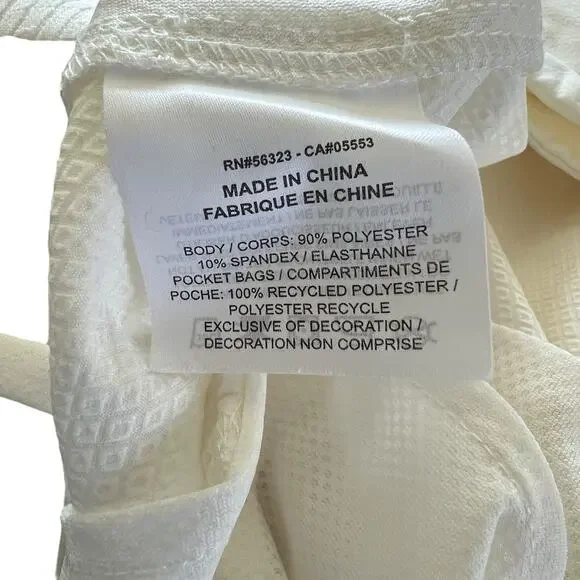 RN#56323 - CA#05553
MADE IN CHINA
FABRIQUE EN CHINE
BODY / CORPS: 90% POLYESTER
10% SPANDEX / ELASTHANNE
POCKET BAGS / COMPARTIMENTS DE
POCHE: 100% RECYCLED POLYESTER /
POLYESTER RECYCLE
EXCLUSIVE OF DECORATION /
DECORATION NON COMPRISE